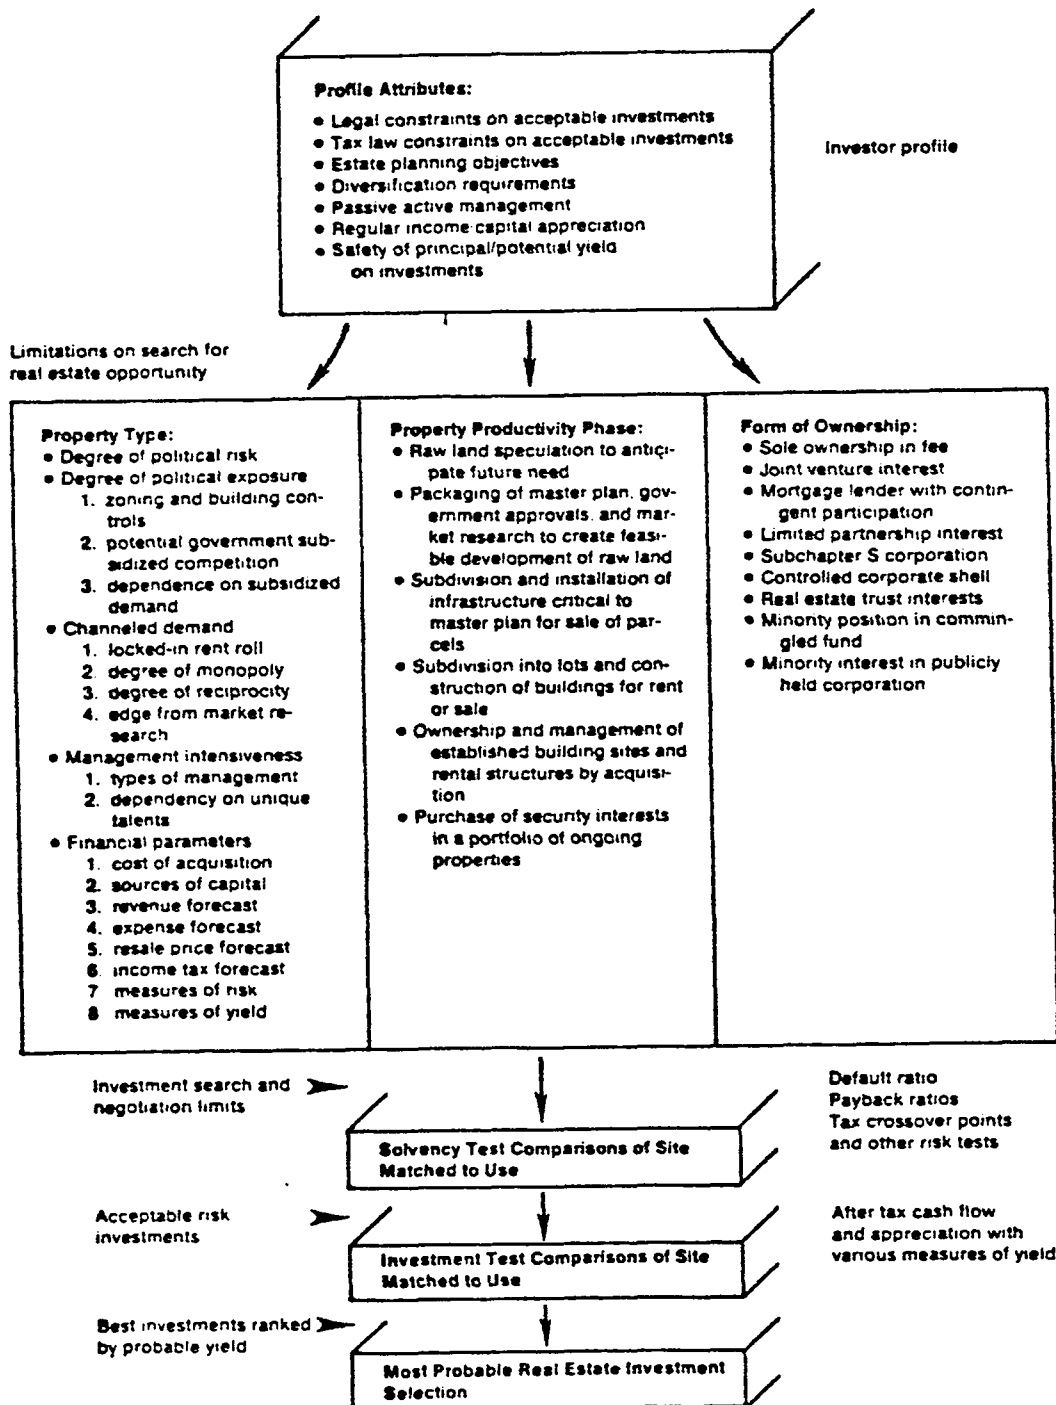 Profile Attributes:
• Legal constraints on acceptable investments
• Tax law constraints on acceptable investments
• Estate planning objectives
• Diversification requirements
• Passive active management
• Regular income capital appreciation
• Safety of principal/potential yield
on investments
Investor profile
Limitations on search for
real estate opportunity
Property Type:
• Degree of political risk
• Degree of political exposure
1. zoning and building con-
trols
2. potential government sub-
sidized competition
3. dependence on subsidized
demand
• Channeled demand
1. locked-in rent roll
2. degree of monopoly
3. degree of reciprocity
4. edge from market re-
search
• Management intensiveness
1. types of management
2. dependency on unique
talents
• Financial parameters
1. cost of acquisition
2. sources of capital
3. revenue forecast
4. expense forecast
5. resale price forecast
6. income tax forecast
7 measures of risk
8 measures of yield
Property Productivity Phase:
• Raw land speculation to antici-
pate future need
• Packaging of master plan, gov-
ernment approvals, and mar-
ket research to create feasi-
ble development of raw land
• Subdivision and installation of
infrastructure critical to
master plan for sale of par-
cels
• Subdivision into lots and con-
struction of buildings for rent
or sale
• Ownership and management of
established building sites and
rental structures by acquisi-
tion
• Purchase of security interests
in a portfolio of ongoing
properties
Form of Ownership:
• Sole ownership in fee
• Joint venture interest
• Mortgage lender with contin-
gent participation
• Limited partnership interest
• Subchapter S corporation
• Controlled corporate shell
• Real estate trust interests
• Minority position in commin-
gled fund
• Minority interest in publicly
held corporation
Investment search and
negotiation limits
Default ratio
Payback ratios
Tax crossover points
and other risk tests
Solvency Test Comparisons of Site
Matched to Use
Acceptable risk
investments
After tax cash flow
and appreciation with
various measures of yield
Investment Test Comparisons of Site
Matched to Use
Best investments ranked
by probable yield
Most Probable Real Estate Investment
Selection